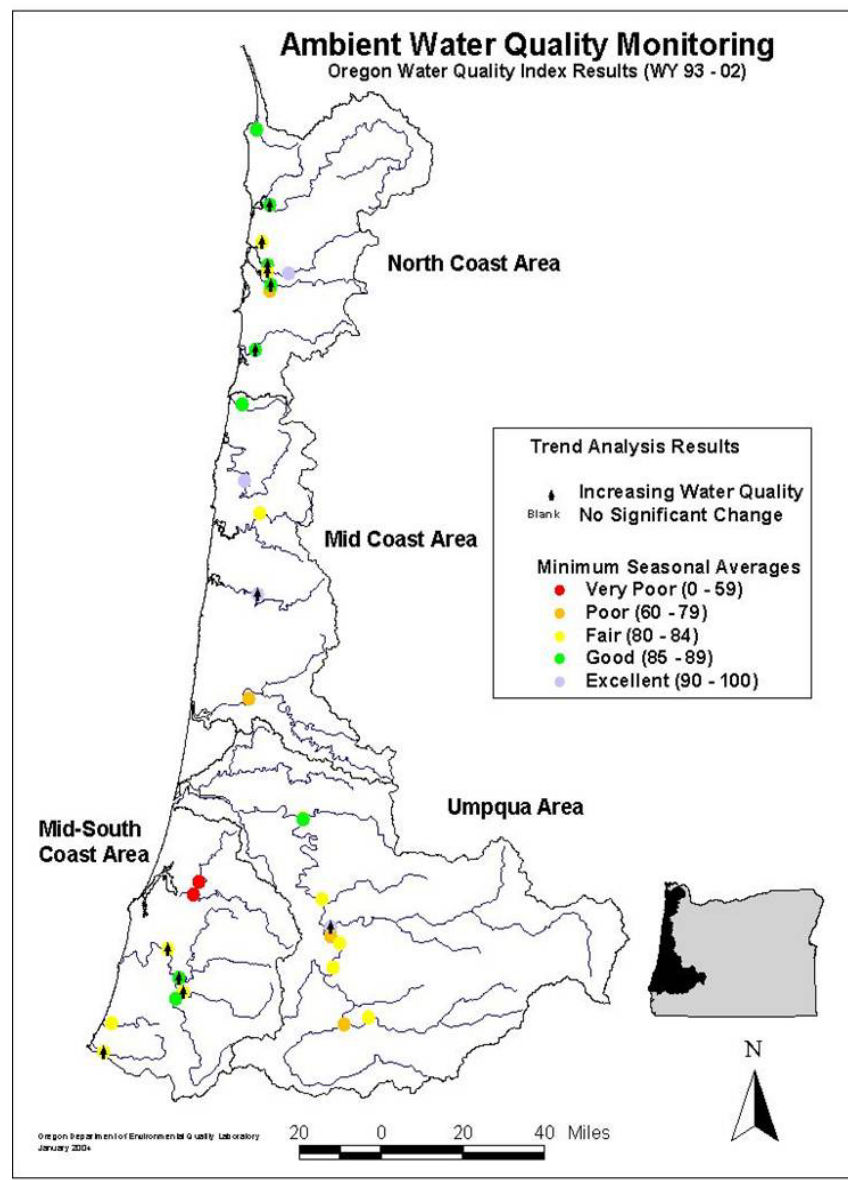 Ambient Water Quality Monitoring
Oregon Water Quality Index Results (WY 93 - 02)
North Coast Area
Trend Analysis Results
Increasing Water Quality
Blank No Significant Change
Mid Coast Area
Minimum Seasonal Averages
Very Poor (0 - 59)
Poor (60 - 79)
Fair (80 - 84)
Good (85 - 89)
Excellent (90 - 100)
Umpqua Area
Mid-South
Coast Area
N
Oregon Department of Environmental Quality Laboratory
January 2004
20 0 20 40 Miles